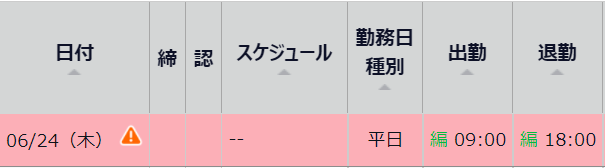 日付 締 認 スケジュール 勤務日種別 出勤 退勤
06/24（木） -- 平日 編 09:00 編 18:00